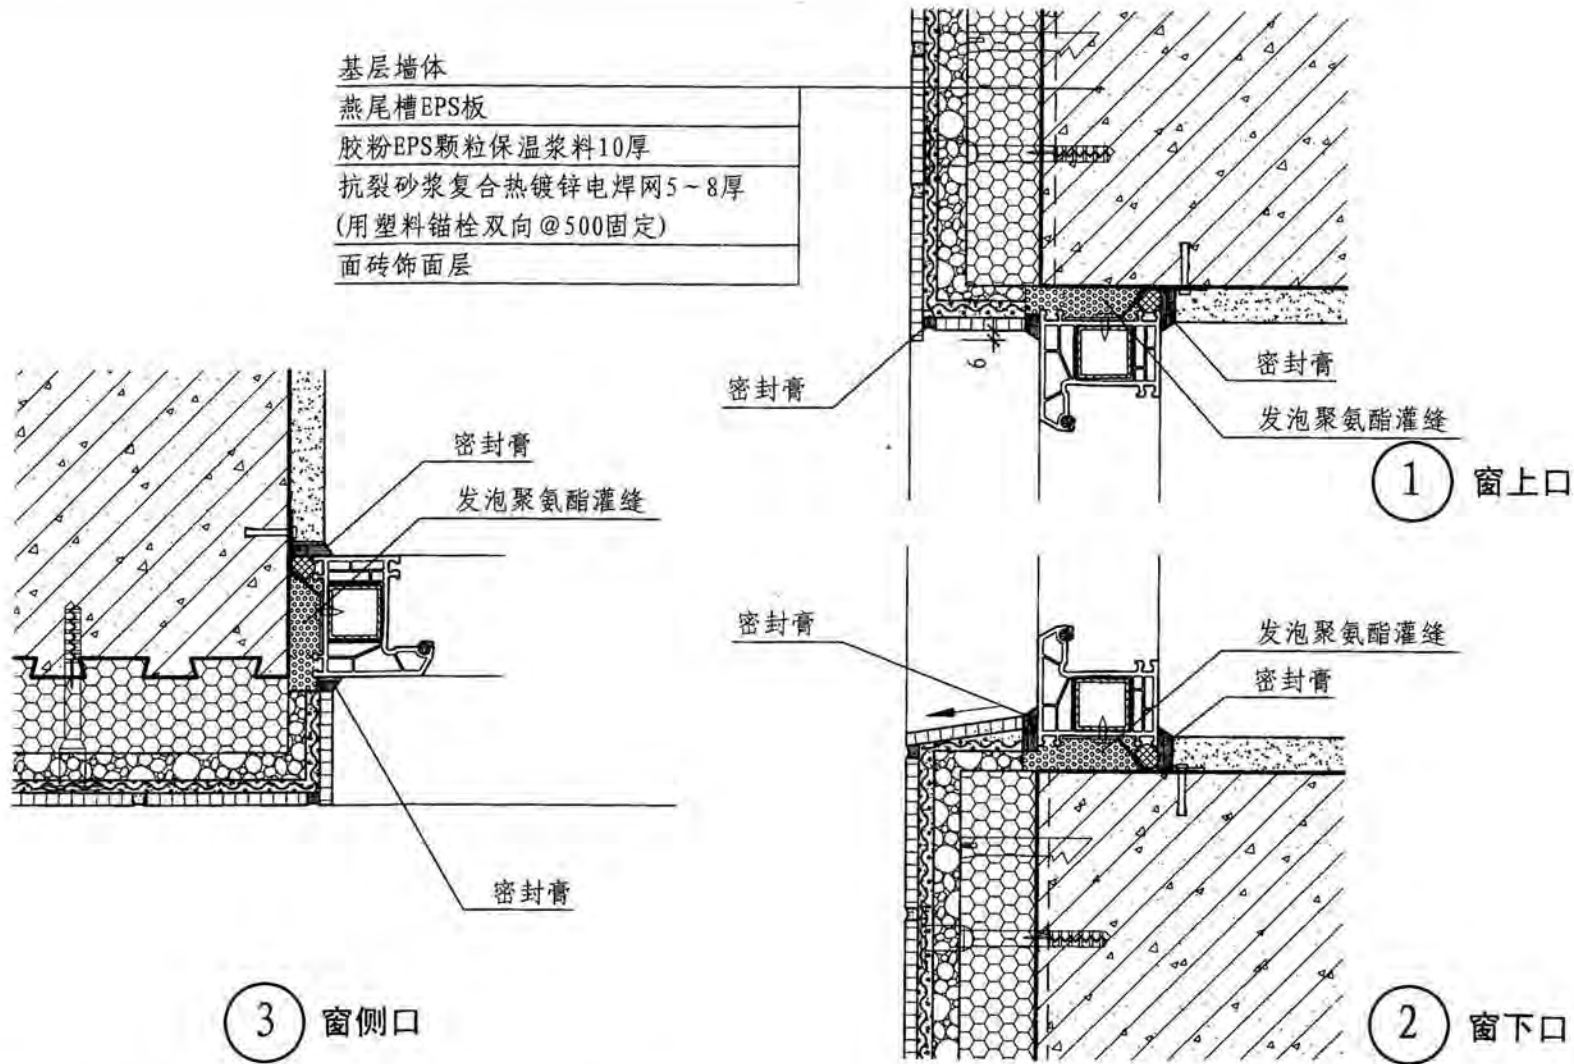 基层墙体
燕尾槽EPS板
胶粉EPS颗粒保温浆料10厚
抗裂砂浆复合热镀锌电焊网5~8厚
(用塑料锚栓双向@500固定)
面砖饰面层
6
密封膏
密封膏
发泡聚氨酯灌缝
1 窗上口
密封膏
发泡聚氨酯灌缝
密封膏
3 窗侧口
密封膏
发泡聚氨酯灌缝
密封膏
2 窗下口